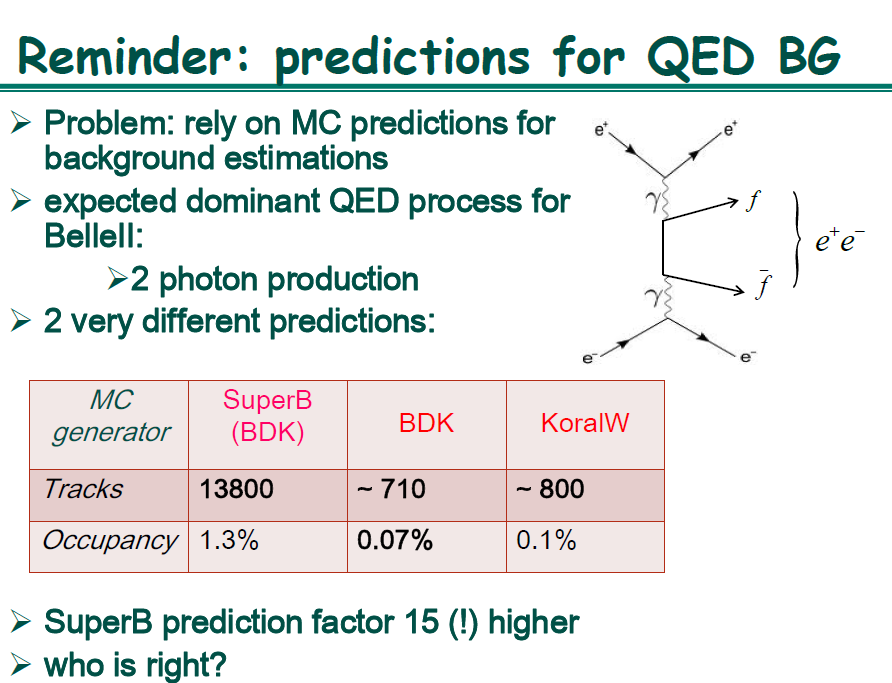 Reminder: predictions for QED BG
➢ Problem: rely on MC predictions for
background estimations
➢ expected dominant QED process for
BelleII:
➢2 photon production
➢ 2 very different predictions:
e⁺ e⁺
γ f
e⁺e⁻
γ f̄
e⁻ e⁻
MC generator SuperB (BDK) BDK KoralW
Tracks 13800 ~ 710 ~ 800
Occupancy 1.3% 0.07% 0.1%
➢ SuperB prediction factor 15 (!) higher
➢ who is right?